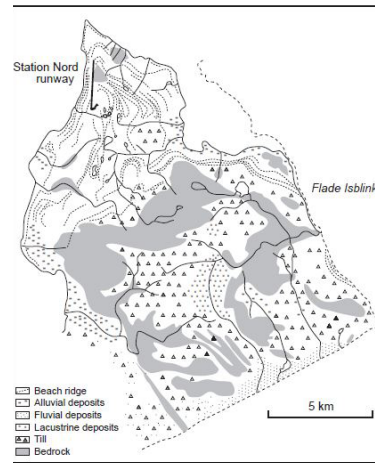 Station Nord
runway
Flade Isblink
Beach ridge
Alluvial deposits
Fluvial deposits
Lacustrine deposits
Till
Bedrock
5 km